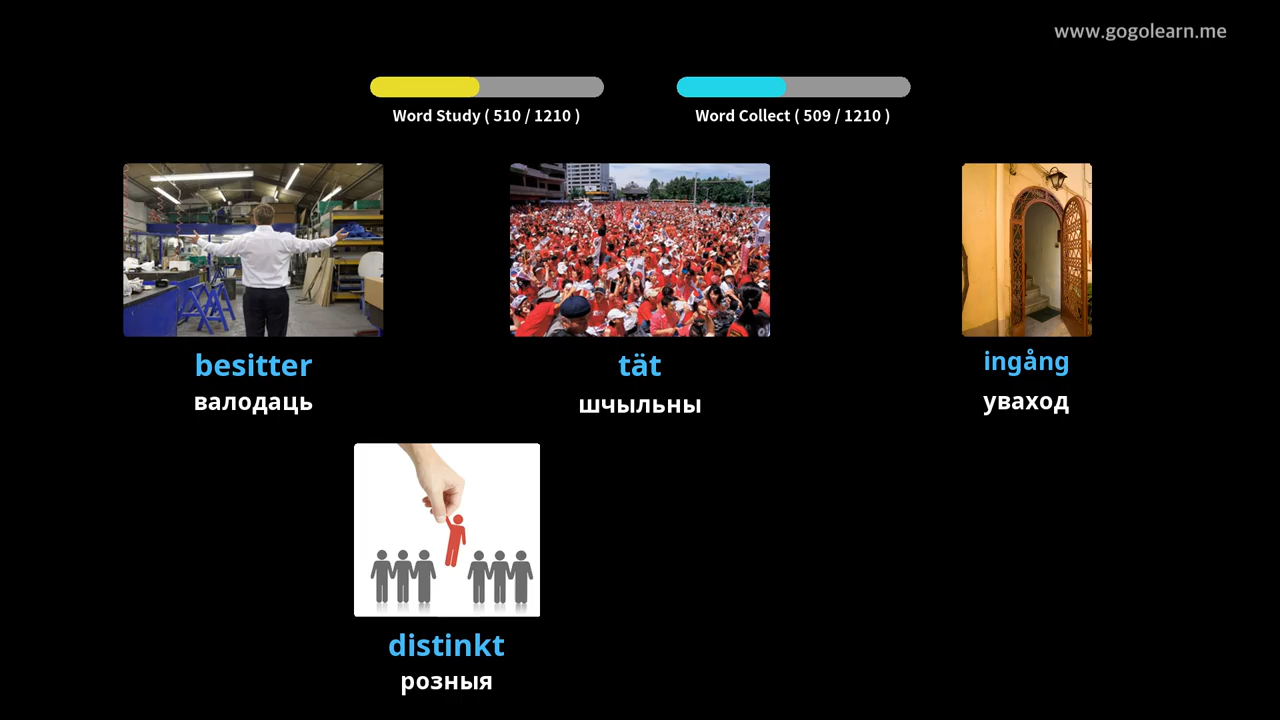 www.gogolearn.me
Word Study ( 510 / 1210 )
Word Collect ( 509 / 1210 )
besitter
валодаць
tät
шчыльны
ingång
уваход
distinkt
розныя